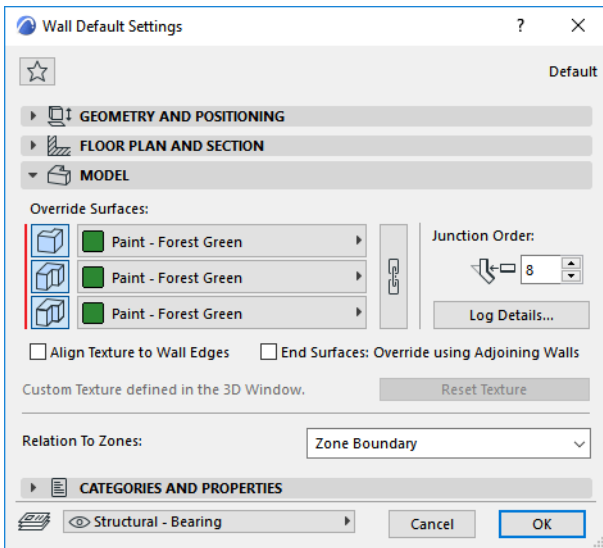 Wall Default Settings
?
Default
GEOMETRY AND POSITIONING
FLOOR PLAN AND SECTION
MODEL
Override Surfaces:
Paint - Forest Green
Paint - Forest Green
Paint - Forest Green
Junction Order:
8
Log Details...
Align Texture to Wall Edges
End Surfaces: Override using Adjoining Walls
Custom Texture defined in the 3D Window.
Reset Texture
Relation To Zones:
Zone Boundary
CATEGORIES AND PROPERTIES
Structural - Bearing
Cancel
OK